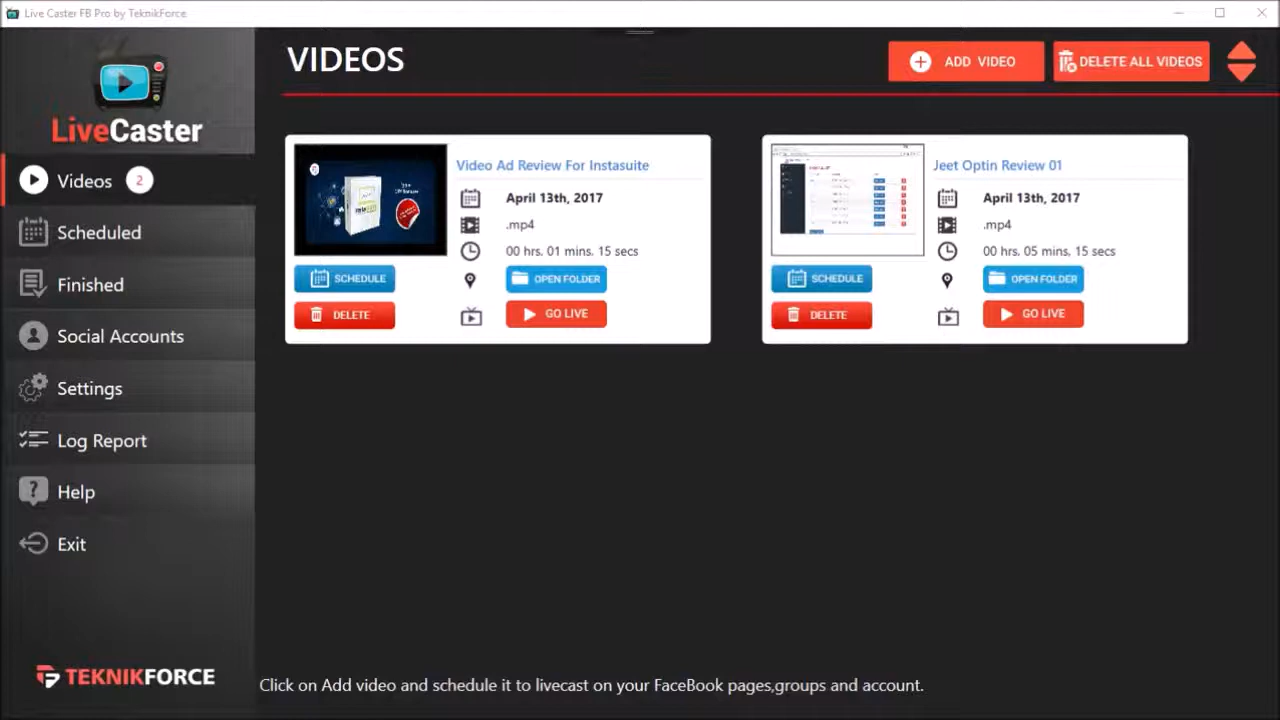 Live Caster FB Pro by TeknikForce
LiveCaster
Videos 2
Scheduled
Finished
Social Accounts
Settings
Log Report
Help
Exit
TEKNIKFORCE
VIDEOS
ADD VIDEO
DELETE ALL VIDEOS
Video Ad Review For Instasuite
April 13th, 2017
.mp4
00 hrs. 01 mins. 15 secs
SCHEDULE
OPEN FOLDER
DELETE
GO LIVE
Jeet Optin Review 01
April 13th, 2017
.mp4
00 hrs. 05 mins. 15 secs
SCHEDULE
OPEN FOLDER
DELETE
GO LIVE
Click on Add video and schedule it to livecast on your FaceBook pages,groups and account.